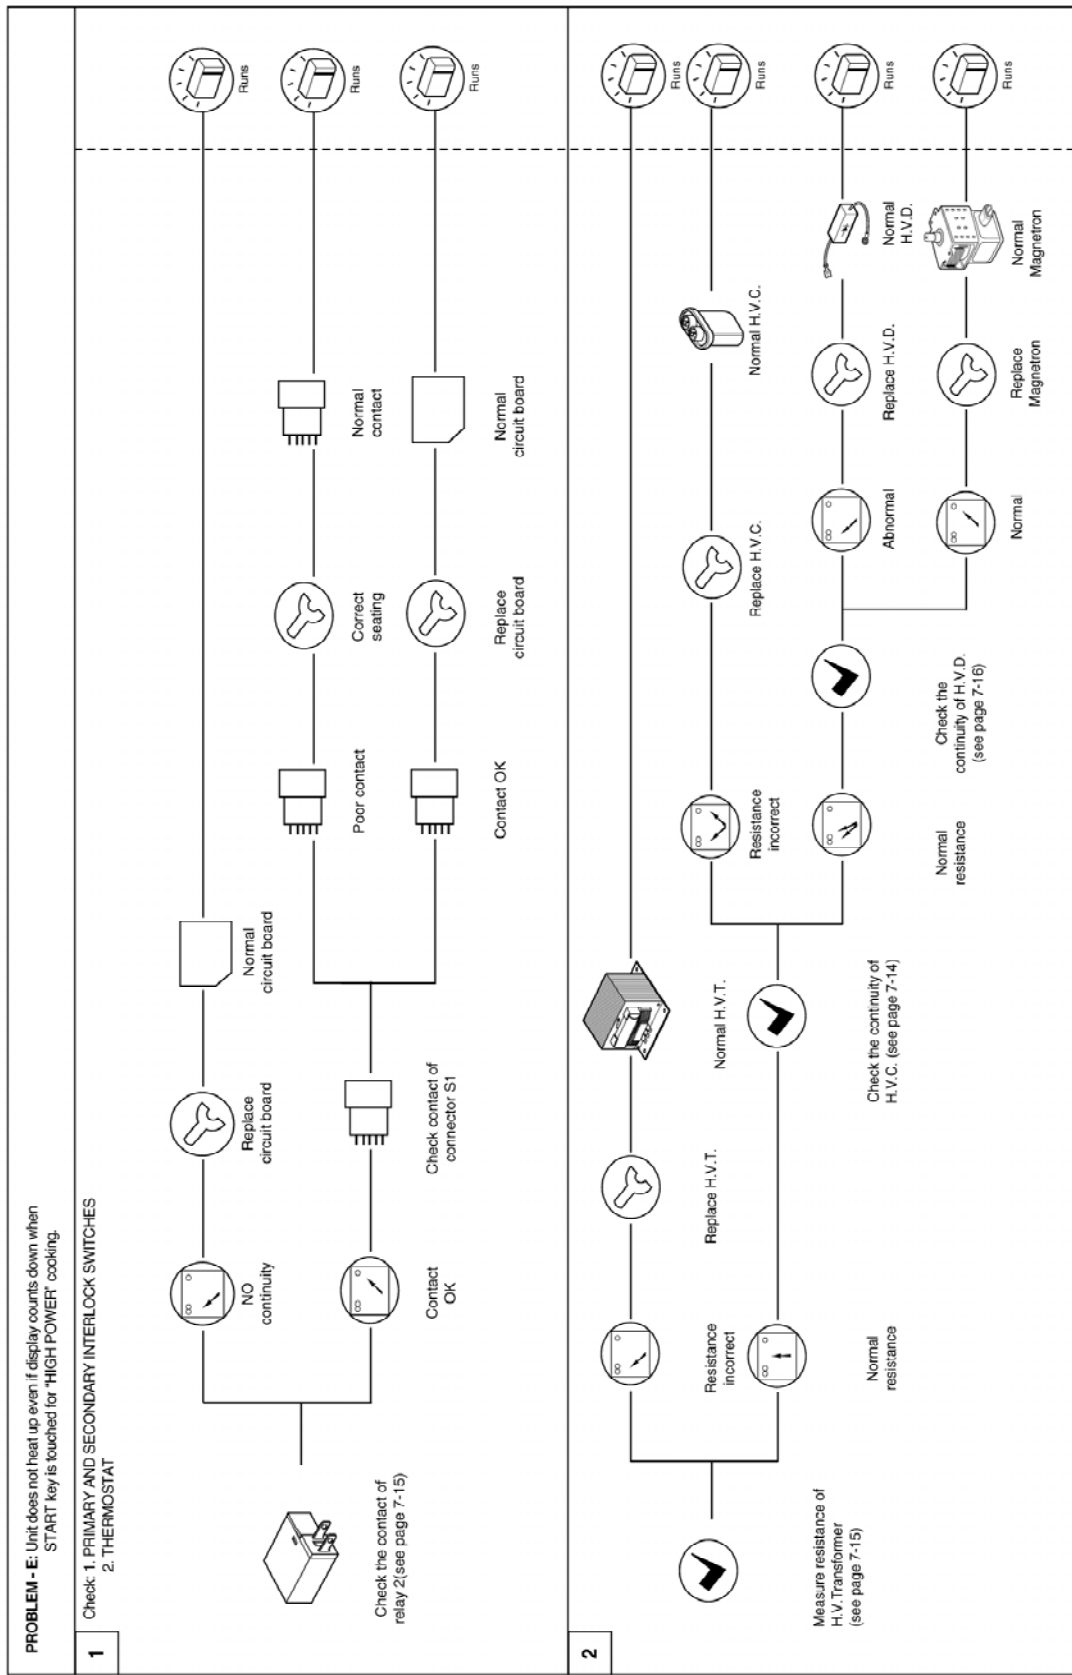 PROBLEM - E: Unit does not heat up even if display counts down when
START key is touched for "HIGH POWER" cooking.
1
Check: 1. PRIMARY AND SECONDARY INTERLOCK SWITCHES
2. THERMOSTAT
Check the contact of
relay 2(see page 7-15)
NO
continuity
Replace
circuit board
Normal
circuit board
Runs
Contact
OK
Check contact of
connector S1
Poor contact
Correct
seating
Normal
contact
Runs
Contact OK
Replace
circuit board
Normal
circuit board
Runs
2
Measure resistance of
H.V.Transformer
(see page 7-15)
Resistance
incorrect
Replace H.V.T.
Normal H.V.T.
Runs
Normal
resistance
Check the continuity of
H.V.C. (see page 7-14)
Resistance
incorrect
Replace H.V.C.
Normal H.V.C.
Runs
Normal
resistance
Check the
continuity of H.V.D.
(see page 7-16)
Abnormal
Replace H.V.D.
Normal
H.V.D.
Runs
Normal
Replace
Magnetron
Normal
Magnetron
Runs